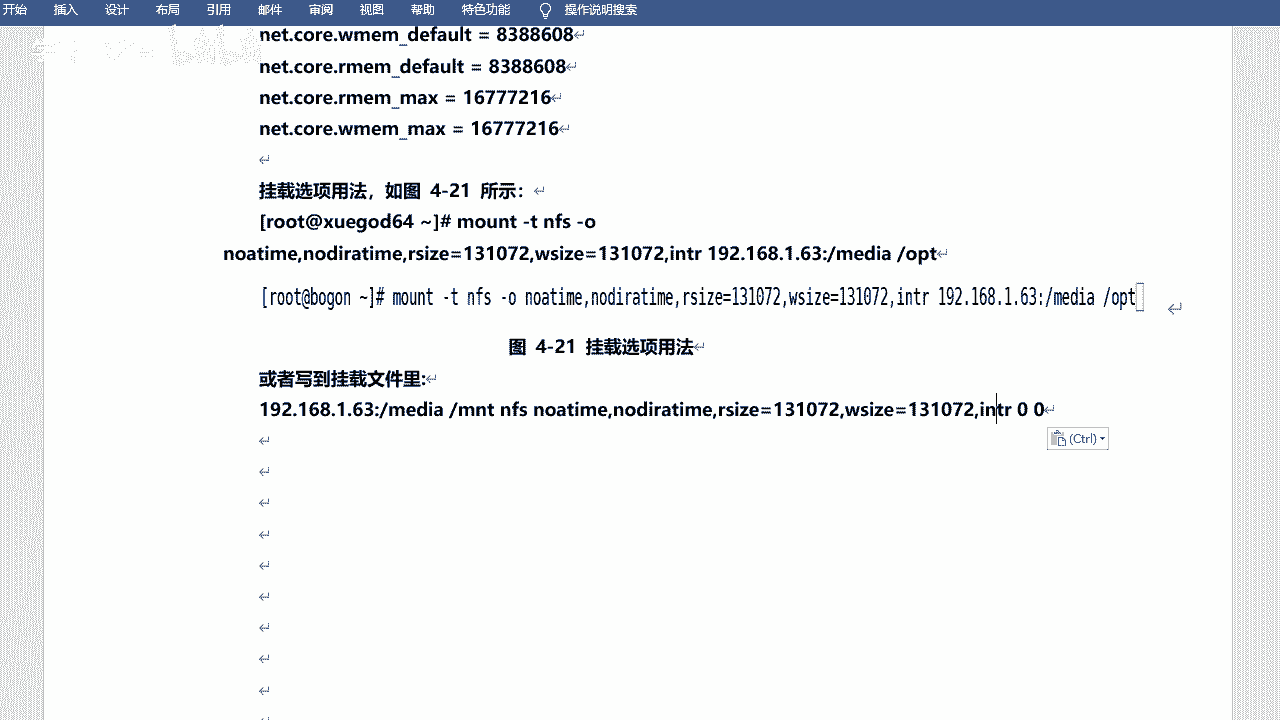 开始 插入 设计 布局 引用 邮件 审阅 视图 帮助 特色功能 操作说明搜索
net.core.wmem_default = 8388608
net.core.rmem_default = 8388608
net.core.rmem_max = 16777216
net.core.wmem_max = 16777216
挂载选项用法，如图 4-21 所示：
[root@xuegod64 ~]# mount -t nfs -o
noatime,nodiratime,rsize=131072,wsize=131072,intr 192.168.1.63:/media /opt
[root@bogon ~]# mount -t nfs -o noatime,nodiratime,rsize=131072,wsize=131072,intr 192.168.1.63:/media /opt
图 4-21 挂载选项用法
或者写到挂载文件里:
192.168.1.63:/media /mnt nfs noatime,nodiratime,rsize=131072,wsize=131072,intr 0 0
(Ctrl)